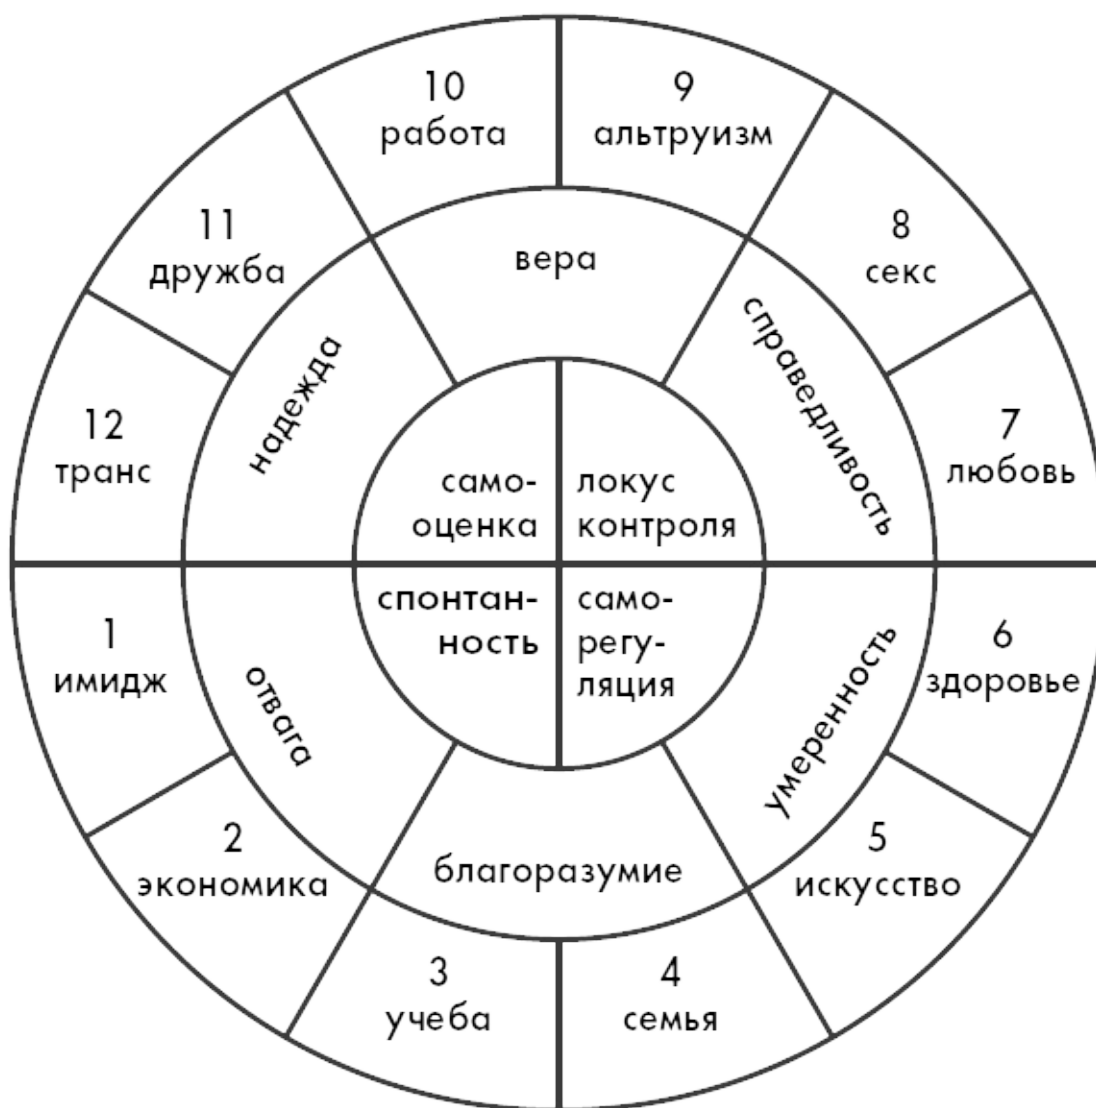 10
работа
9
альтруизм
11
дружба
8
секс
вера
надежда
справедливость
12
транс
7
любовь
само-
оценка
локус
контроля
спонтан-
ность
само-
регу-
ляция
1
имидж
6
здоровье
отвага
умеренность
2
экономика
благоразумие
5
искусство
3
учеба
4
семья